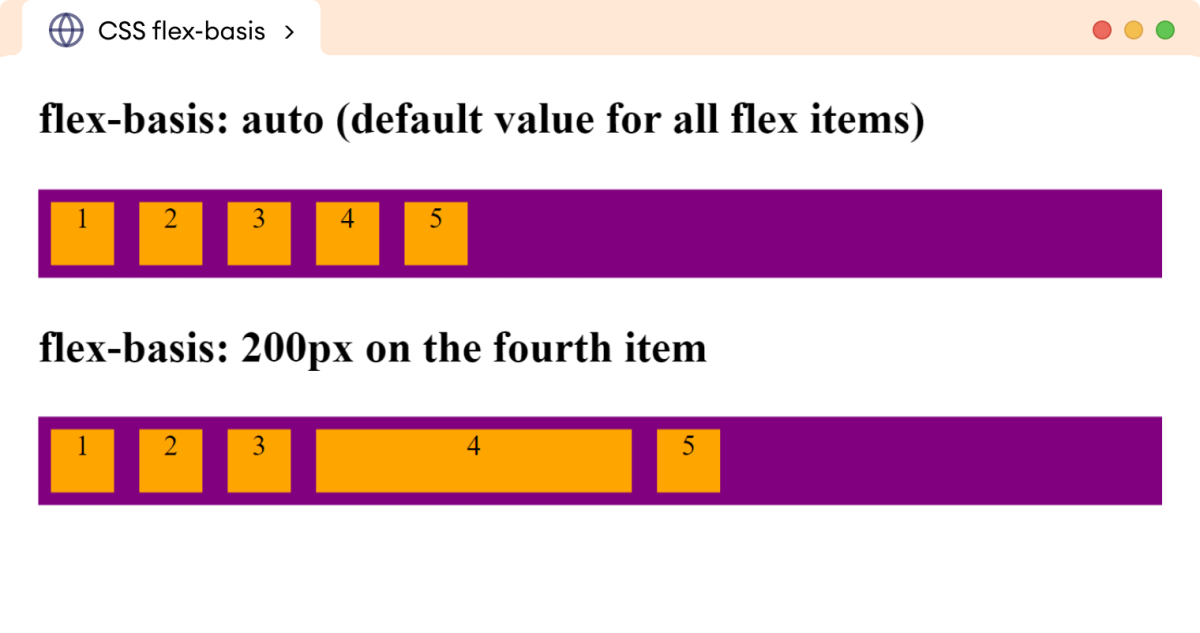 CSS flex-basis >
flex-basis: auto (default value for all flex items)
1 2 3 4 5
flex-basis: 200px on the fourth item
1 2 3 4 5